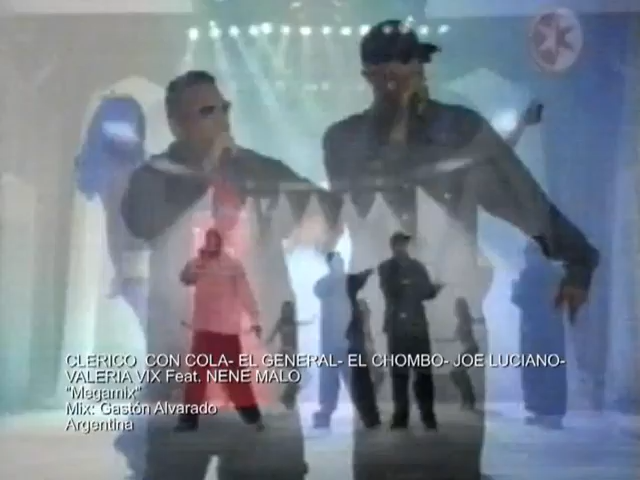 CLERICO CON COLA- EL GENERAL- EL CHOMBO- JOE LUCIANO-
VALERIA VIX Feat. NENE MALO
"Megamix"
Mix: Gastón Alvarado
Argentina